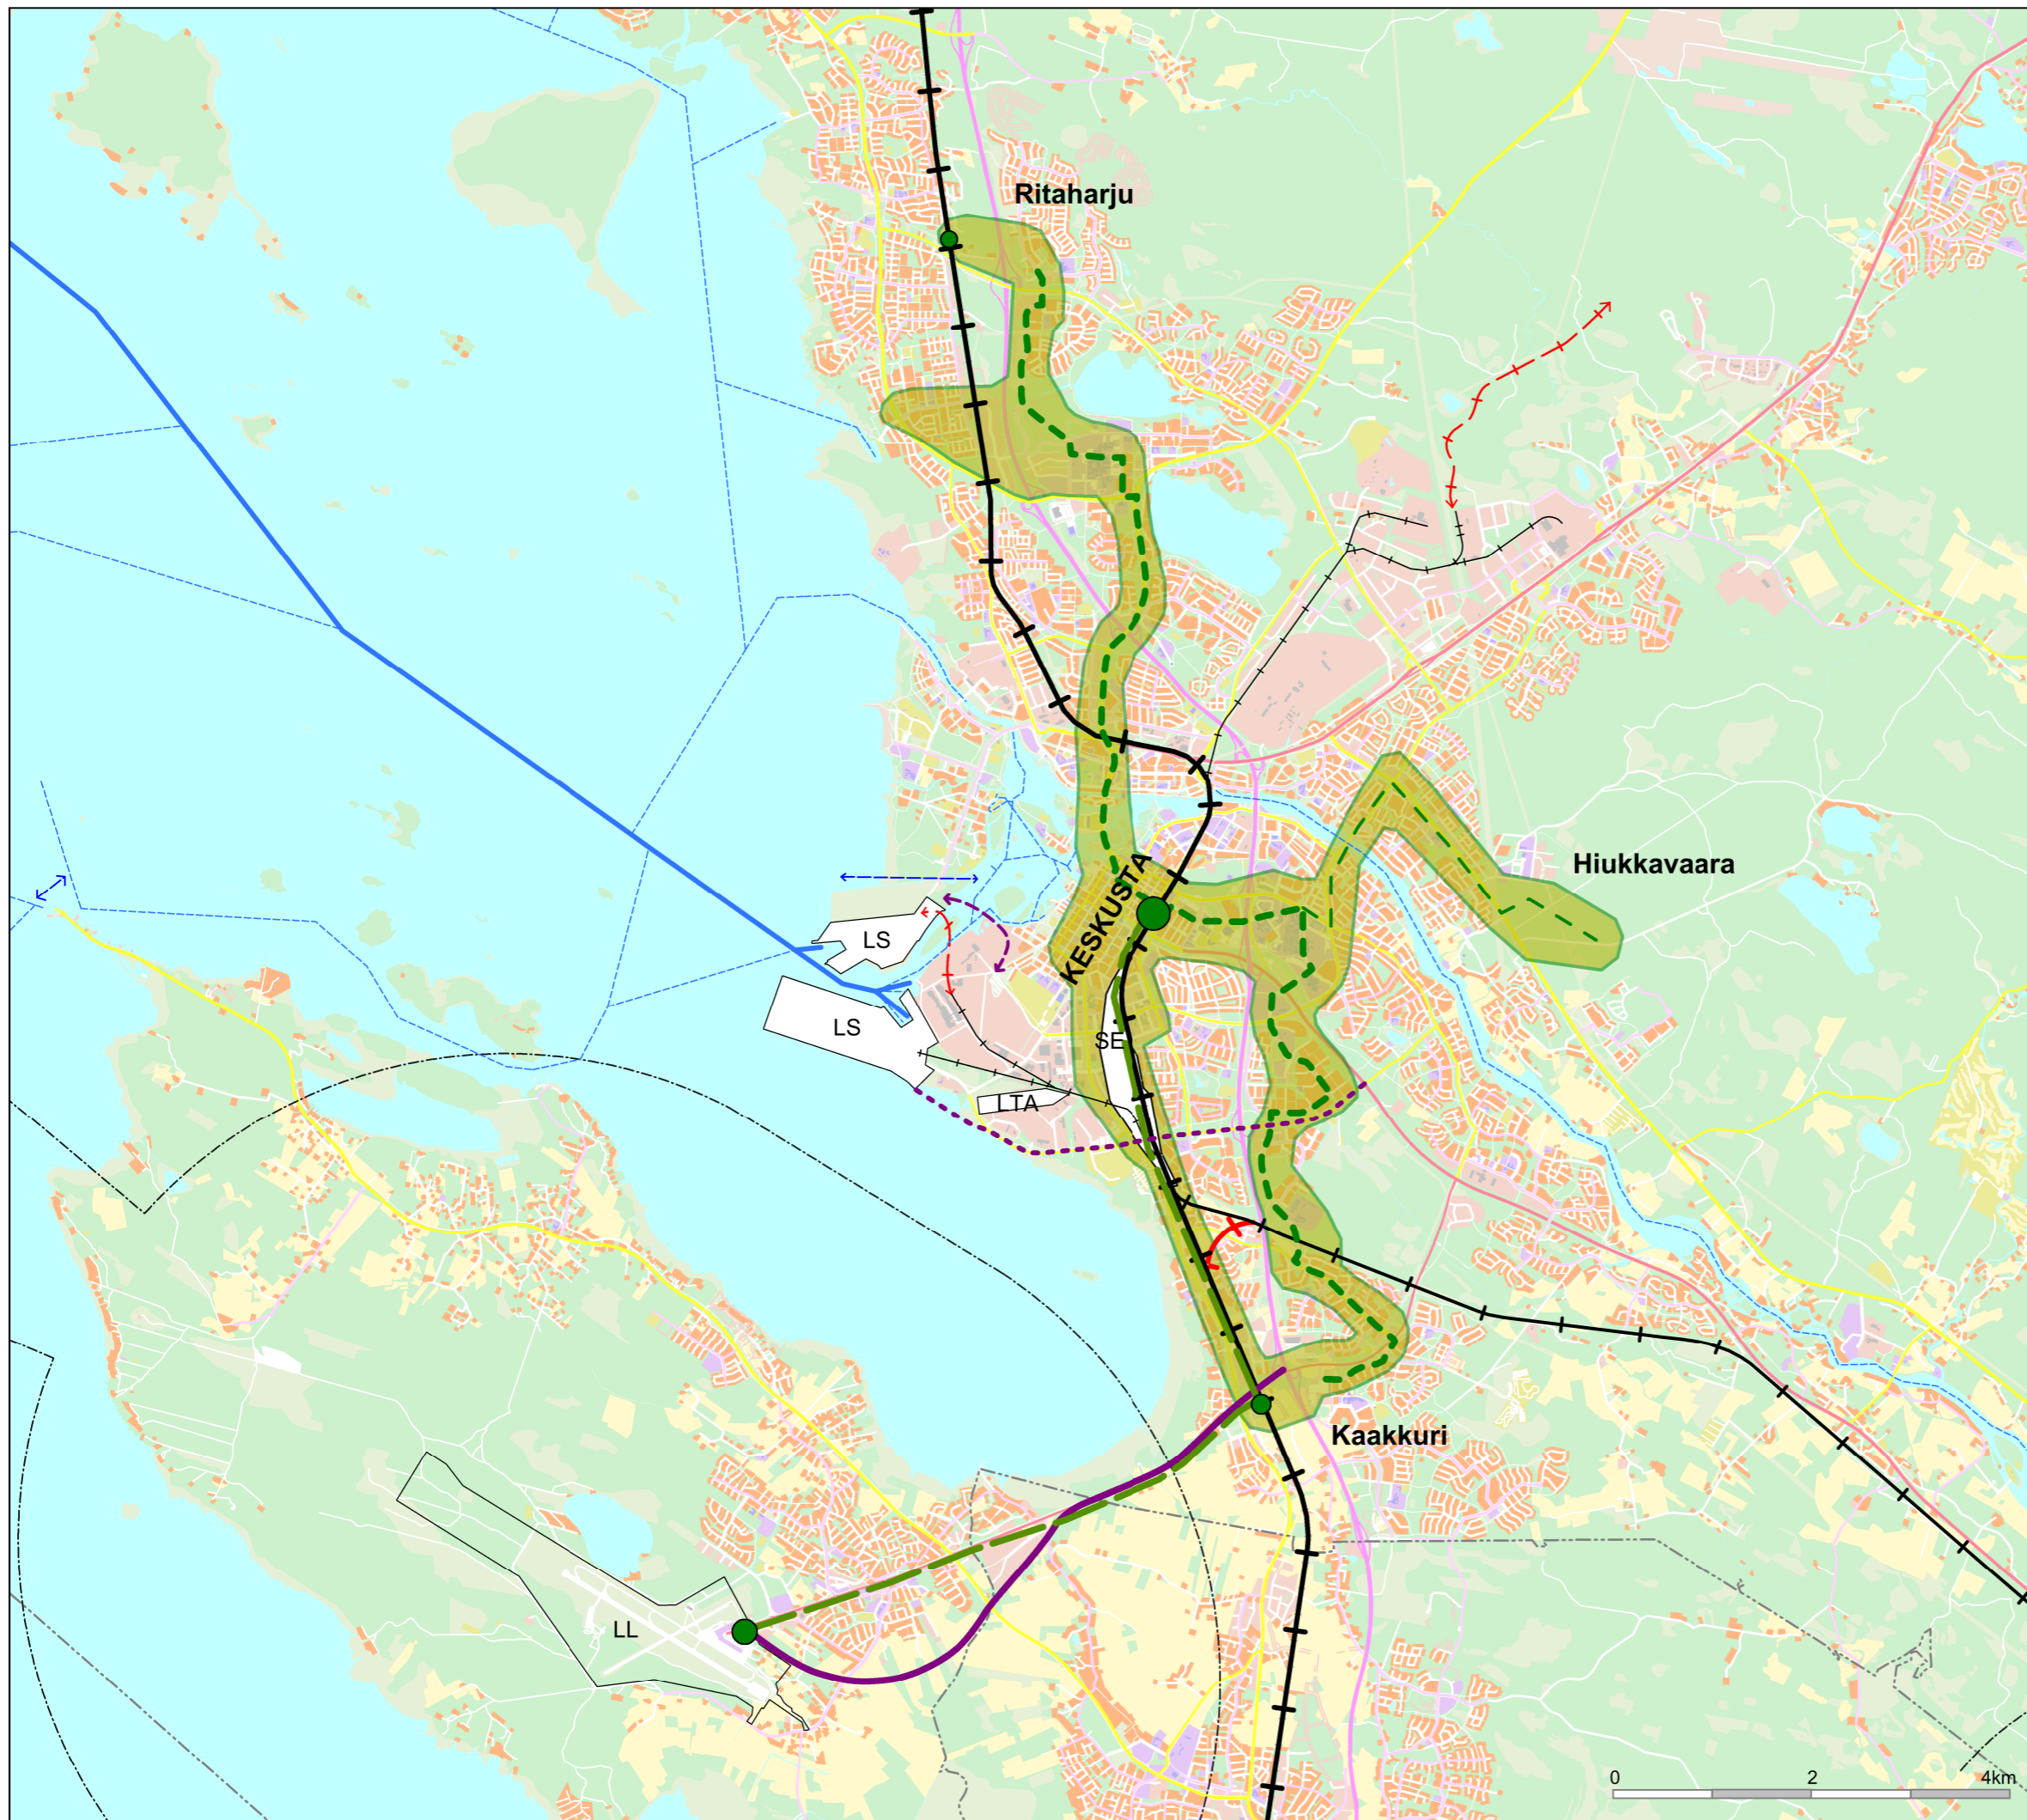 Ritaharju
Hiukkavaara
KESKUSTA
LS
LS
SE
LTA
Kaakkuri
LL
0 2 4km